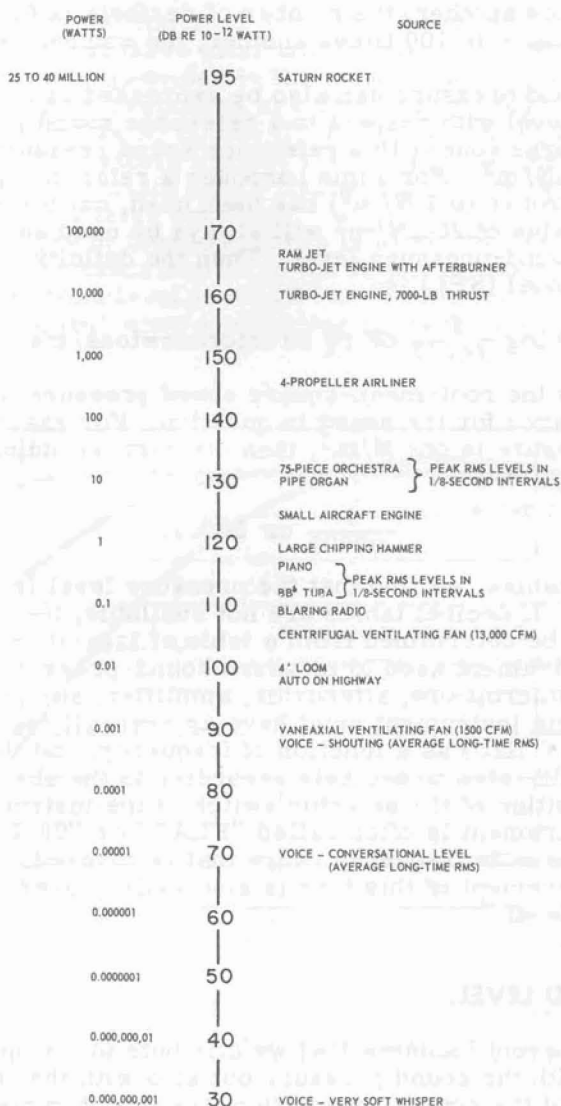 POWER (WATTS)
POWER LEVEL (DB RE 10⁻¹² WATT)
SOURCE
25 TO 40 MILLION 195 SATURN ROCKET
100,000 170
RAM JET
TURBO-JET ENGINE WITH AFTERBURNER
10,000 160 TURBO-JET ENGINE, 7000-LB THRUST
1,000 150
4-PROPELLER AIRLINER
100 140
75-PIECE ORCHESTRA } PEAK RMS LEVELS IN
10 130 PIPE ORGAN 1/8-SECOND INTERVALS
SMALL AIRCRAFT ENGINE
1 120
LARGE CHIPPING HAMMER
PIANO } PEAK RMS LEVELS IN
BB♭ TUBA 1/8-SECOND INTERVALS
0.1 110 BLARING RADIO
CENTRIFUGAL VENTILATING FAN (13,000 CFM)
0.01 100 4' LOOM
AUTO ON HIGHWAY
0.001 90 VANEAXIAL VENTILATING FAN (1500 CFM)
VOICE – SHOUTING (AVERAGE LONG-TIME RMS)
0.0001 80
0.00001 70 VOICE – CONVERSATIONAL LEVEL
(AVERAGE LONG-TIME RMS)
0.000001 60
0.0000001 50
0.000,000,01 40
0.000,000,001 30 VOICE – VERY SOFT WHISPER